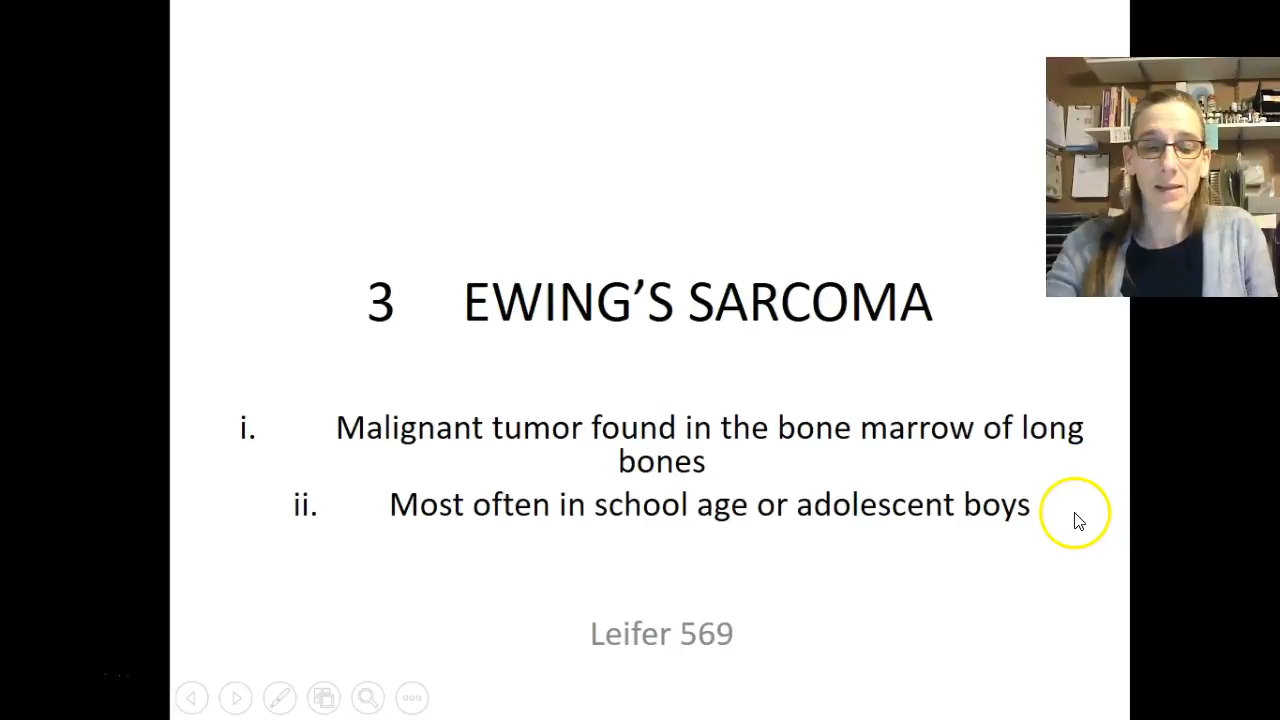 3 EWING’S SARCOMA
i. Malignant tumor found in the bone marrow of long
bones
ii. Most often in school age or adolescent boys
Leifer 569